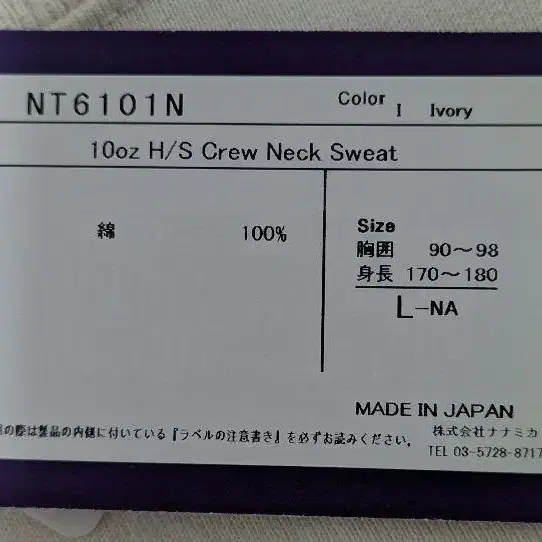 NT6101N
Color I Ivory
10oz H/S Crew Neck Sweat
綿 100%
Size
胸囲 90～98
身長 170～180
L-NA
MADE IN JAPAN
の際は製品の内側に付いている『ラベルの注意書き』を必ずお読みください。
株式会社ナナミカ
TEL 03-5728-8717